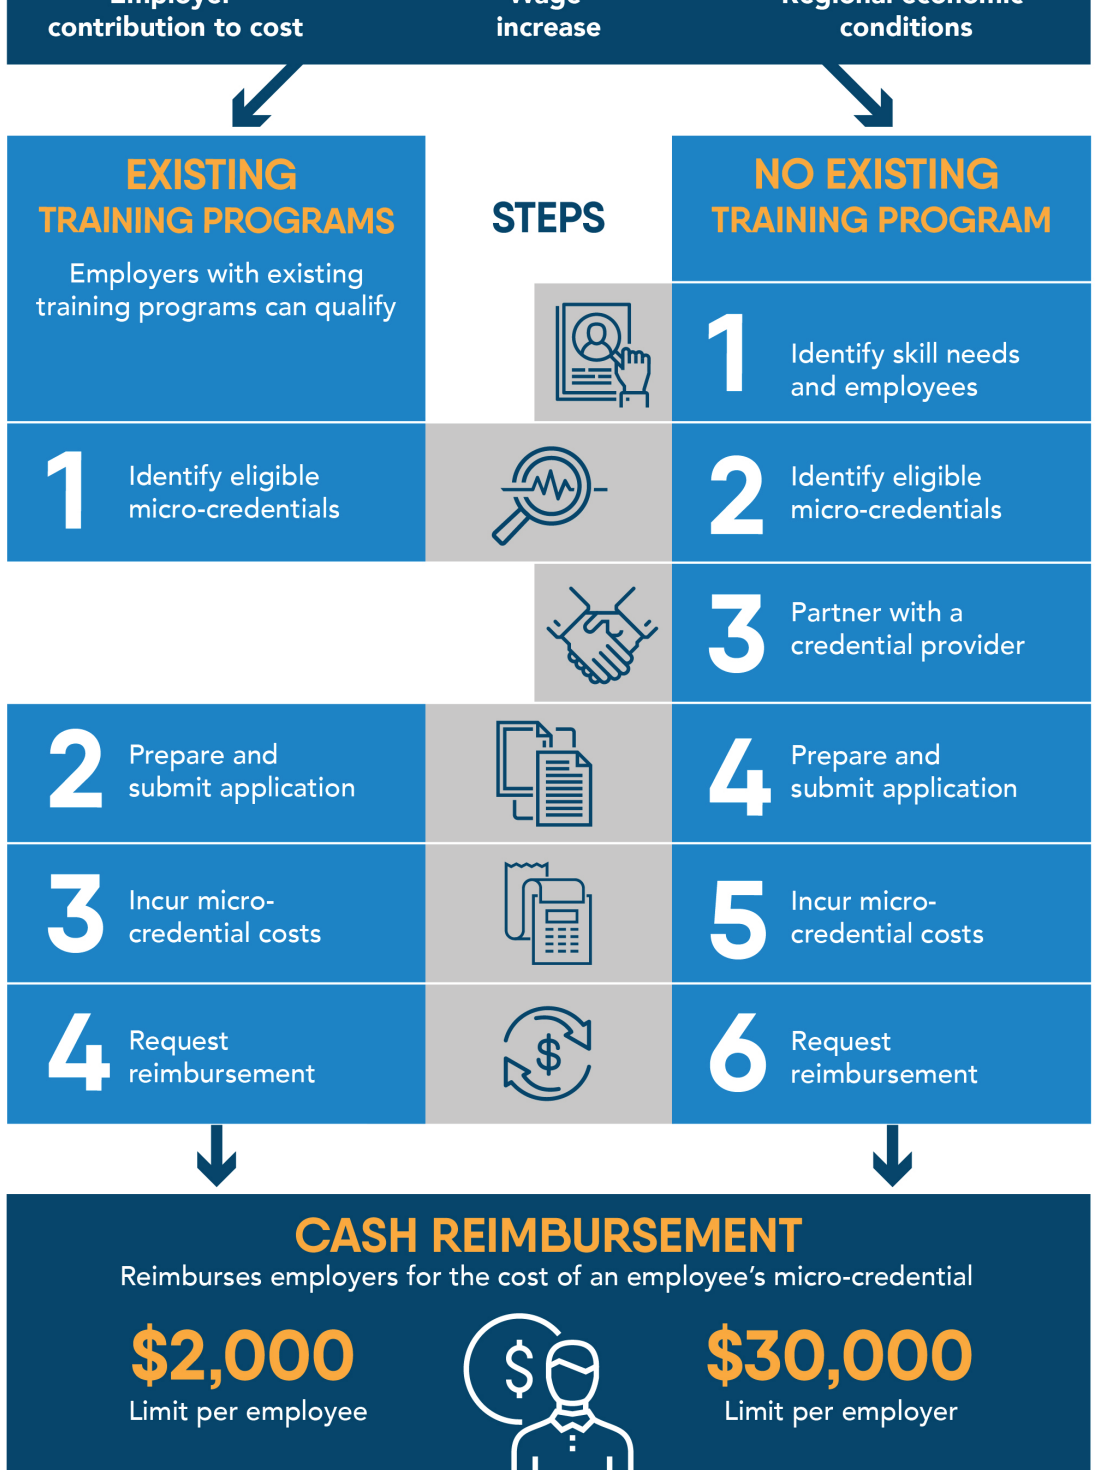 Employer
contribution to cost
Wage
increase
Regional economic
conditions
EXISTING
TRAINING PROGRAMS
Employers with existing
training programs can qualify
STEPS
NO EXISTING
TRAINING PROGRAM
1
Identify skill needs
and employees
1
Identify eligible
micro-credentials
2
Identify eligible
micro-credentials
3
Partner with a
credential provider
2
Prepare and
submit application
4
Prepare and
submit application
3
Incur micro-
credential costs
5
Incur micro-
credential costs
4
Request
reimbursement
$
6
Request
reimbursement
CASH REIMBURSEMENT
Reimburses employers for the cost of an employee's micro-credential
$2,000
Limit per employee
$
$30,000
Limit per employer